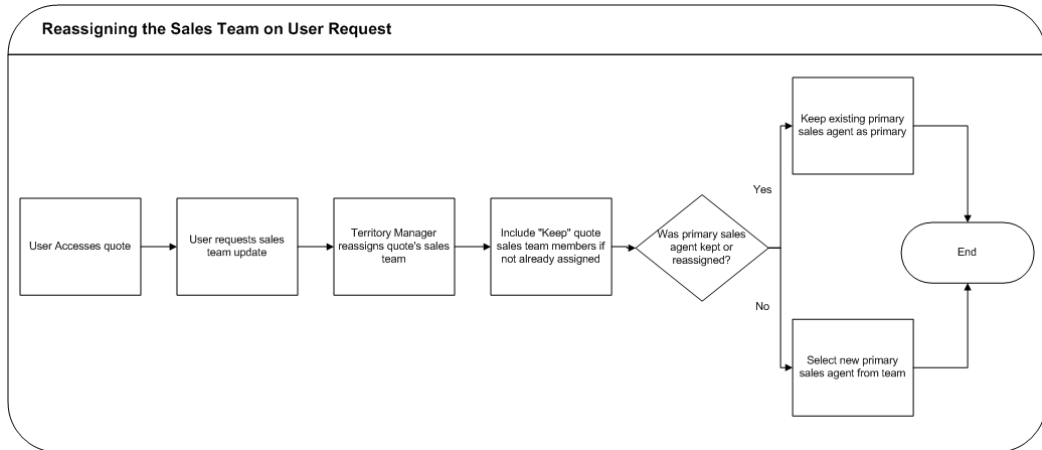 Reassigning the Sales Team on User Request
User Accesses quote
User requests sales
team update
Territory Manager
reassigns quote's sales
team
Include "Keep" quote
sales team members if
not already assigned
Was primary sales
agent kept or
reassigned?
Yes
Keep existing primary
sales agent as primary
No
Select new primary
sales agent from team
End